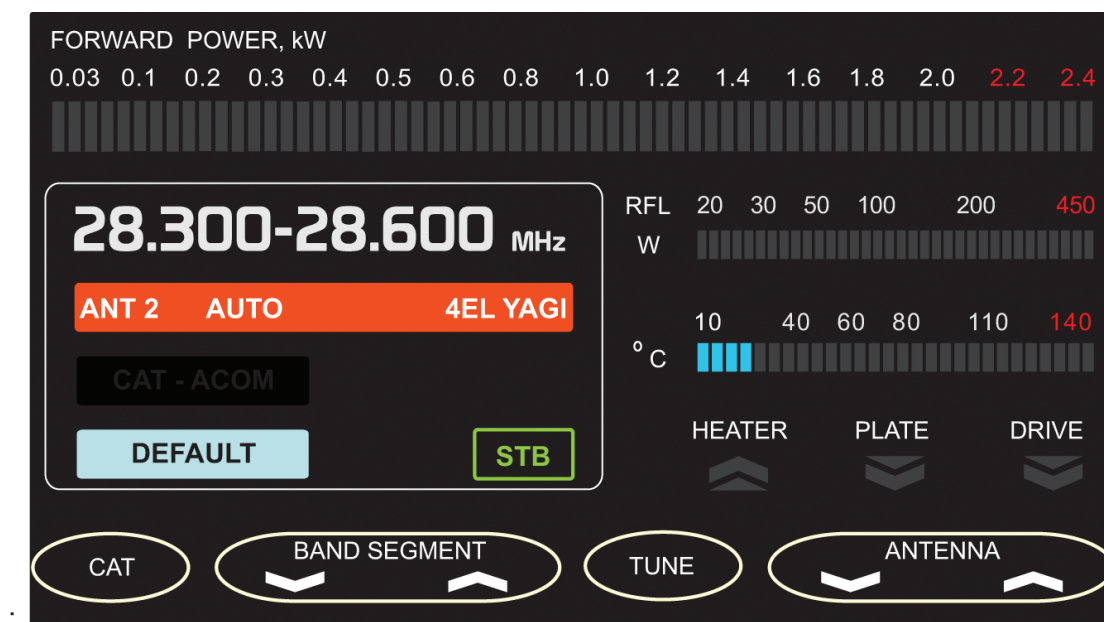 FORWARD POWER, kW
0.03 0.1 0.2 0.3 0.4 0.5 0.6 0.8 1.0 1.2 1.4 1.6 1.8 2.0 2.2 2.4
28.300-28.600 MHz
ANT 2 AUTO 4EL YAGI
CAT - ACOM
DEFAULT STB
RFL 20 30 50 100 200 450
W
10 40 60 80 110 140
°C
HEATER PLATE DRIVE
CAT BAND SEGMENT TUNE ANTENNA
.